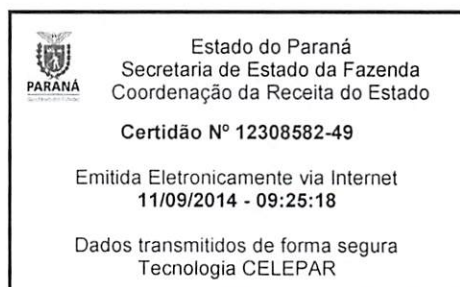 Estado do Paraná
Secretaria de Estado da Fazenda
PARANÁ
Coordenação da Receita do Estado
Certidão Nº 12308582-49
Emitida Eletronicamente via Internet
11/09/2014 - 09:25:18
Dados transmitidos de forma segura
Tecnologia CELEPAR